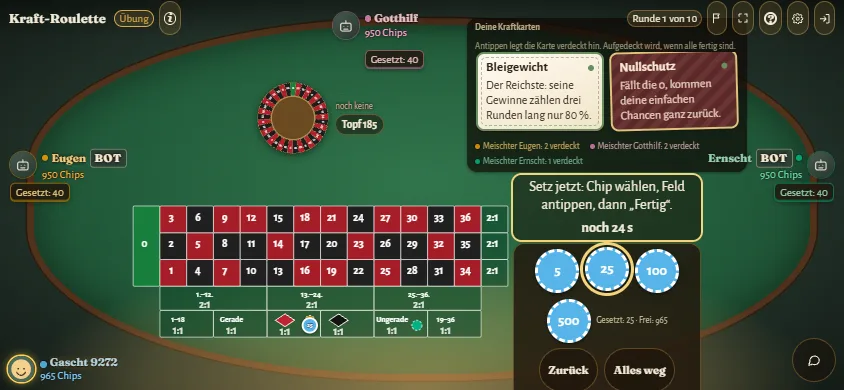 Kraft-Roulette
Übung
Gotthilf
950 Chips
Gesetzt: 40
Runde 1 von 10
Deine Kraftkarten
Antippen legt die Karte verdeckt hin. Aufgedeckt wird, wenn alle fertig sind.
Bleigewicht
Der Reichste: seine
Gewinne zählen drei
Runden lang nur 80 %.
Nullschutz
Fällt die 0, kommen
deine einfachen
Chancen ganz zurück.
Meischter Eugen: 2 verdeckt
Meischter Gotthilf: 2 verdeckt
Meischter Ernscht: 1 verdeckt
noch keine
Topf 185
Eugen BOT
950 Chips
Gesetzt: 40
Ernscht BOT
950 Chips
Gesetzt: 40
Setz jetzt: Chip wählen, Feld
antippen, dann „Fertig“.
noch 24 s
3 6 9 12 15 18 21 24 27 30 33 36 2:1
0
2 5 8 11 14 17 20 23 26 29 32 35 2:1
1 4 7 10 13 16 19 22 25 28 31 34 2:1
1.–12.
2:1
13.–24.
2:1
25.–36.
2:1
1–18
1:1
Gerade
1:1
1:1
25
1:1
Ungerade
1:1
19–36
1:1
5
25
100
500
Gesetzt: 25 · Frei: 965
Zurück
Alles weg
Gascht 9272
965 Chips